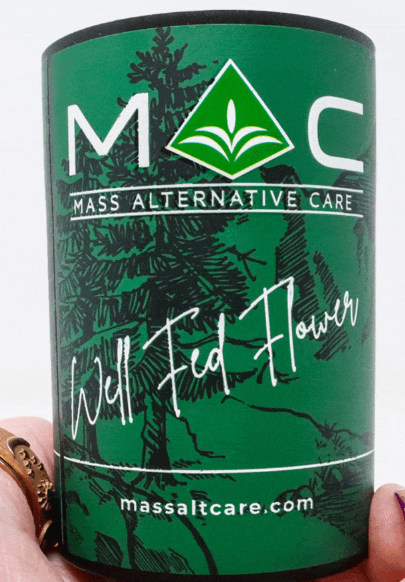 MAC
MASS ALTERNATIVE CARE
Well Fed Flower
massaltcare.com